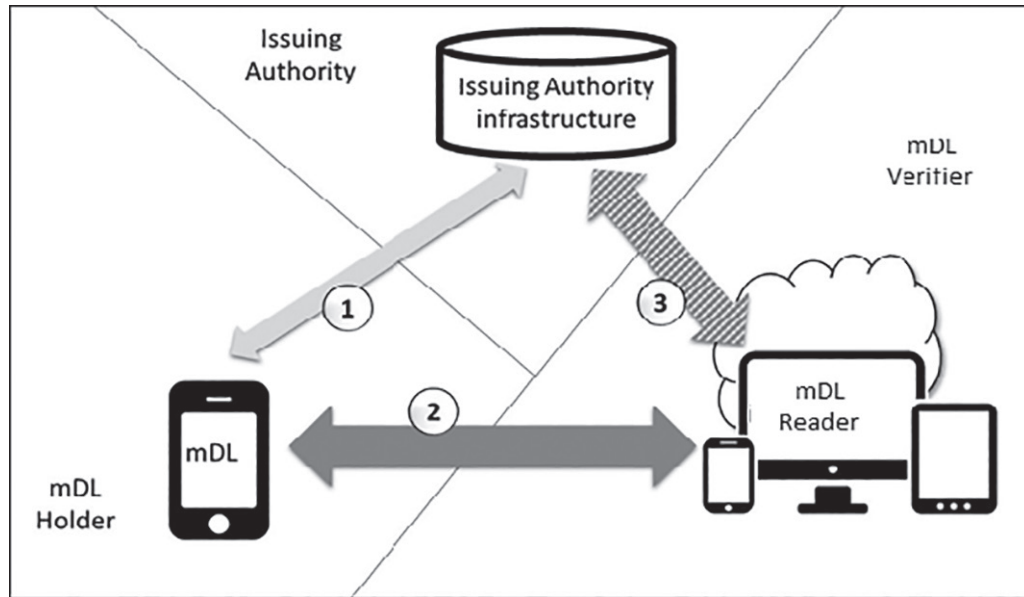 Issuing
Authority
Issuing Authority
infrastructure
mDL
Verifier
1
3
2
mDL
Reader
mDL
mDL
Holder